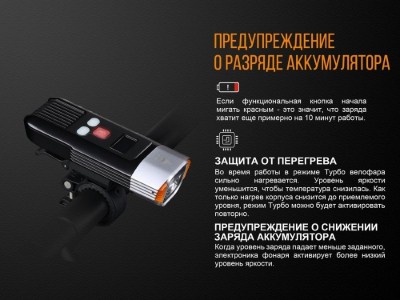 ПРЕДУПРЕЖДЕНИЕ
О РАЗРЯДЕ АККУМУЛЯТОРА
Если функциональная кнопка начала
мигать красным - это значит, что заряда
хватит еще примерно на 10 минут работы.
ЗАЩИТА ОТ ПЕРЕГРЕВА
Во время работы в режиме Турбо велофара
сильно нагревается. Уровень яркости
уменьшится, чтобы температура снизилась. Как
только нагрев корпуса снизится до приемлемого
уровня, режим Турбо можно будет активировать
повторно.
ПРЕДУПРЕЖДЕНИЕ О СНИЖЕНИИ
ЗАРЯДА АККУМУЛЯТОРА
Когда уровень заряда падает меньше заданного,
электроника фонаря активирует более низкий
уровень яркости.